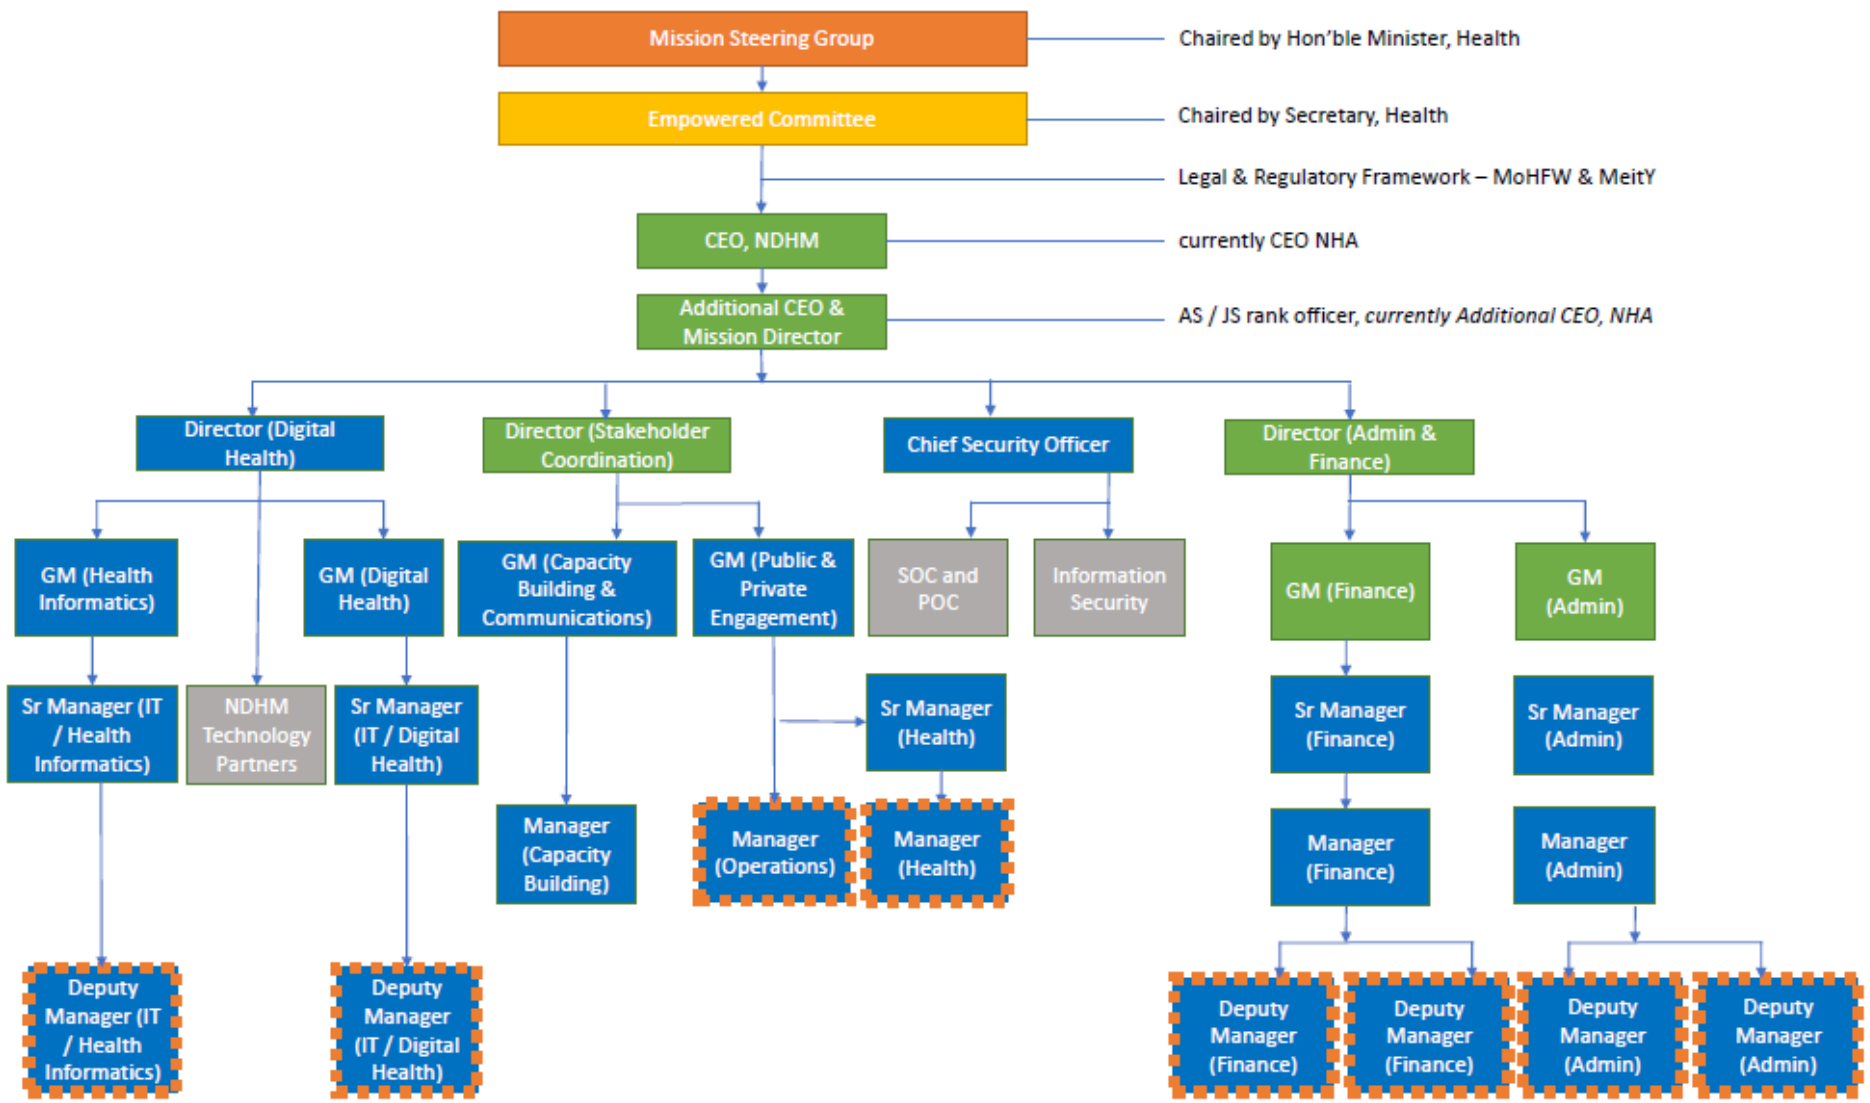 Mission Steering Group
Chaired by Hon'ble Minister, Health
Empowered Committee
Chaired by Secretary, Health
Legal & Regulatory Framework – MoHFW & MeitY
CEO, NDHM
currently CEO NHA
Additional CEO &
Mission Director
AS / JS rank officer, currently Additional CEO, NHA
Director (Digital
Health)
Director (Stakeholder
Coordination)
Chief Security Officer
Director (Admin &
Finance)
GM (Health
Informatics)
GM (Digital
Health)
GM (Capacity
Building &
Communications)
GM (Public &
Private
Engagement)
SOC and
POC
Information
Security
GM (Finance)
GM
(Admin)
Sr Manager (IT
/ Health
Informatics)
NDHM
Technology
Partners
Sr Manager
(IT / Digital
Health)
Sr Manager
(Health)
Sr Manager
(Finance)
Sr Manager
(Admin)
Manager
(Capacity
Building)
Manager
(Operations)
Manager
(Health)
Manager
(Finance)
Manager
(Admin)
Deputy
Manager (IT
/ Health
Informatics)
Deputy
Manager
(IT / Digital
Health)
Deputy
Manager
(Finance)
Deputy
Manager
(Finance)
Deputy
Manager
(Admin)
Deputy
Manager
(Admin)